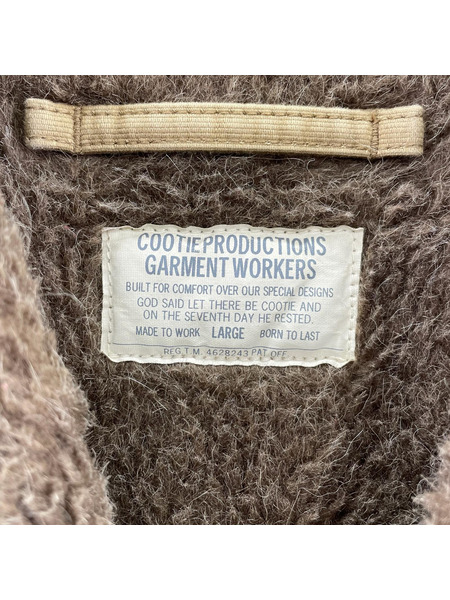 COOTIEPRODUCTIONS
GARMENT WORKERS
BUILT FOR COMFORT OVER OUR SPECIAL DESIGNS
GOD SAID LET THERE BE COOTIE AND
ON THE SEVENTH DAY HE RESTED.
MADE TO WORK LARGE BORN TO LAST
REG.T.M. 4628243 PAT.OFF.